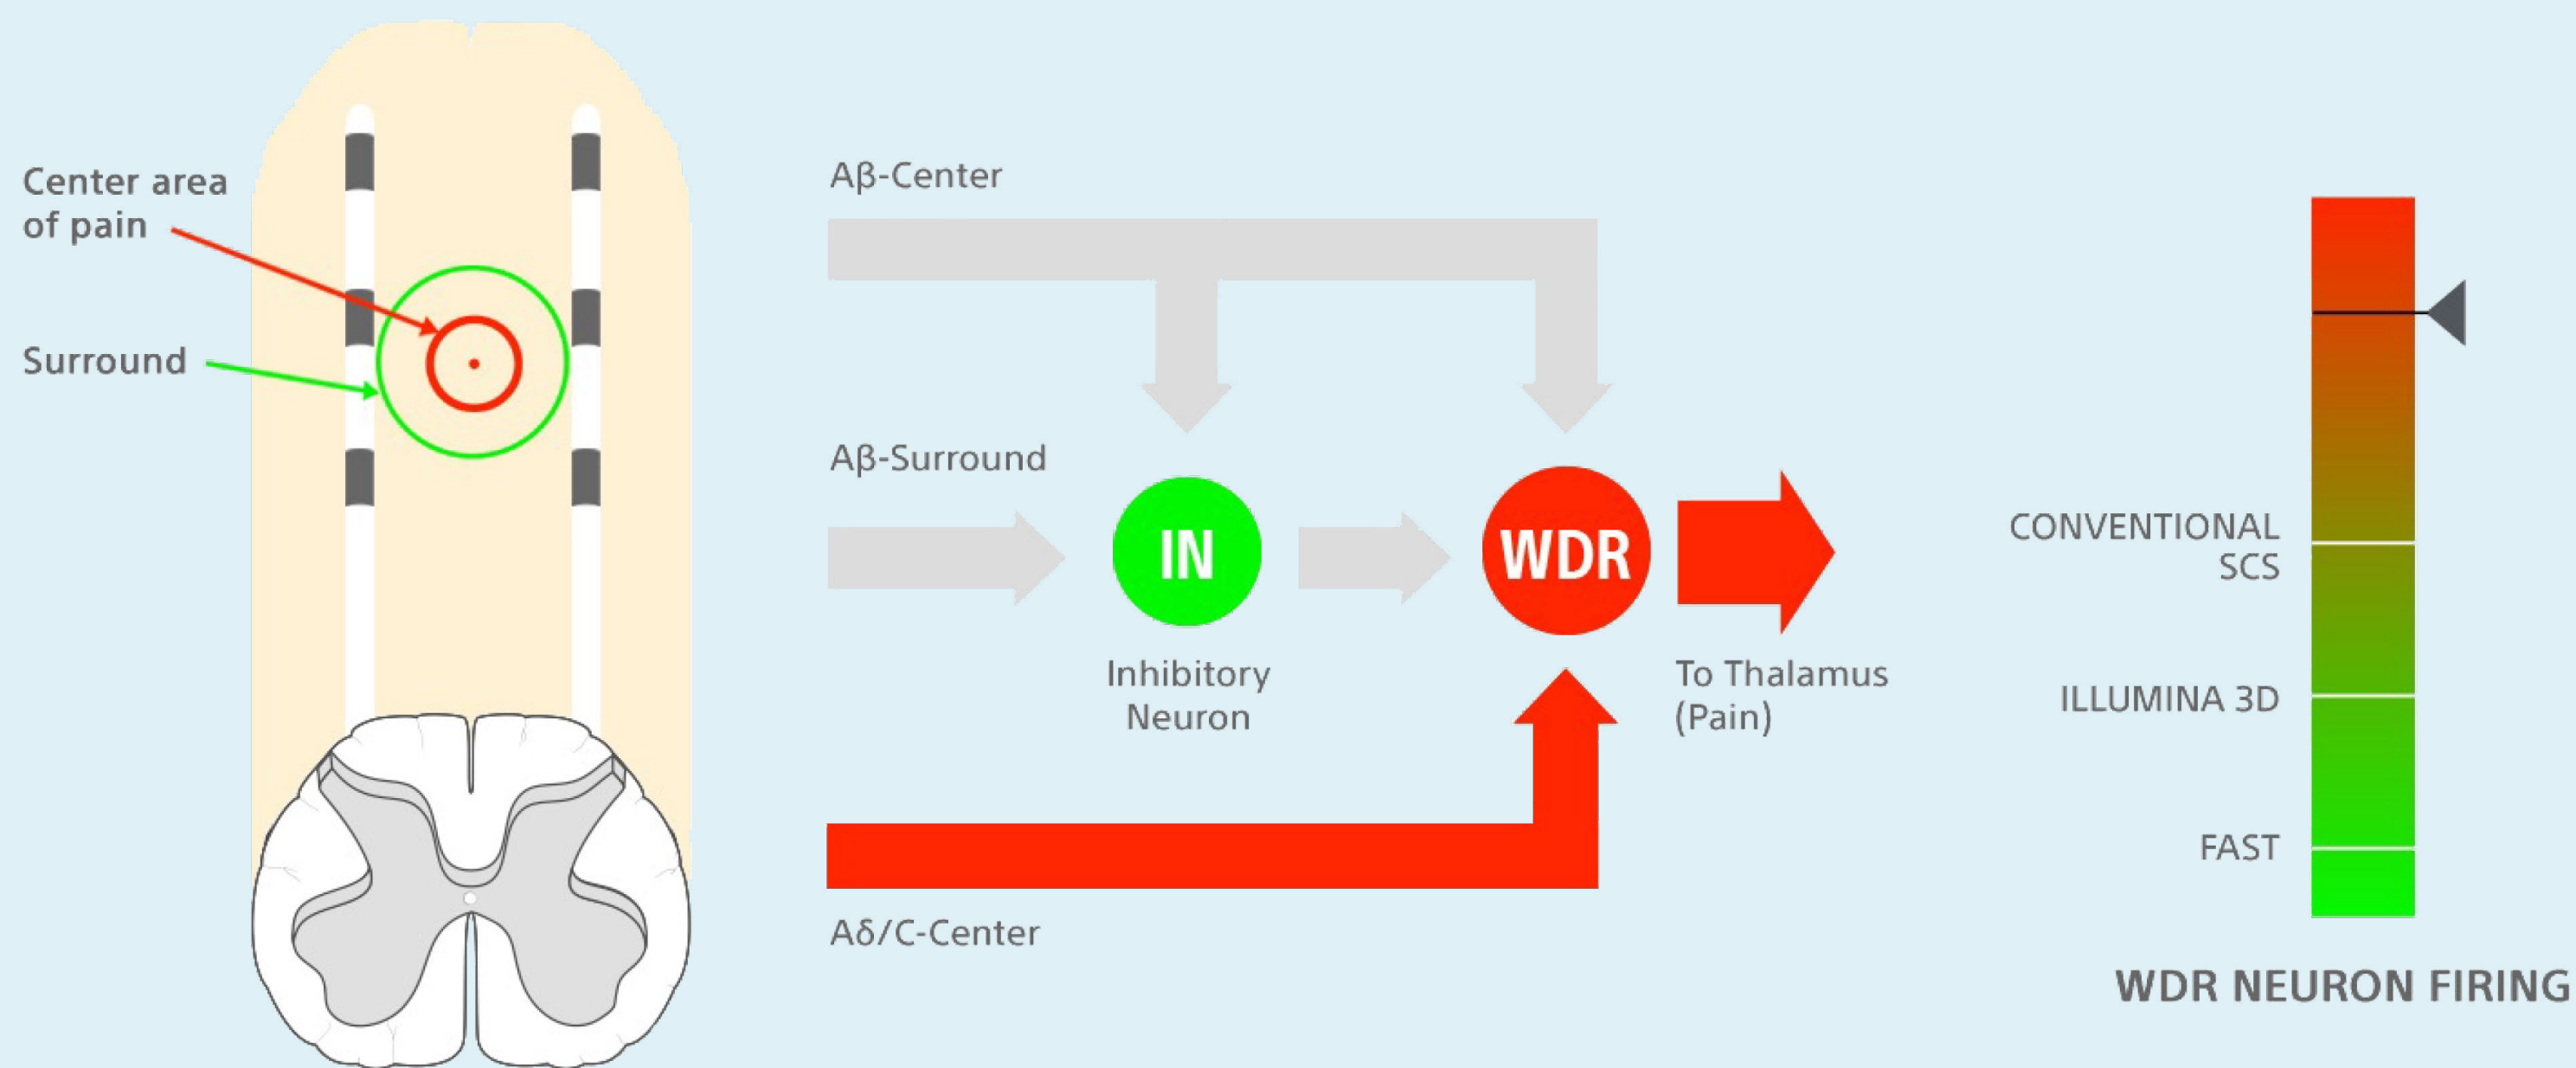 Center area
of pain
Surround
Aβ-Center
Aβ-Surround
IN
Inhibitory
Neuron
WDR
To Thalamus
(Pain)
Aδ/C-Center
CONVENTIONAL
SCS
ILLUMINA 3D
FAST
WDR NEURON FIRING